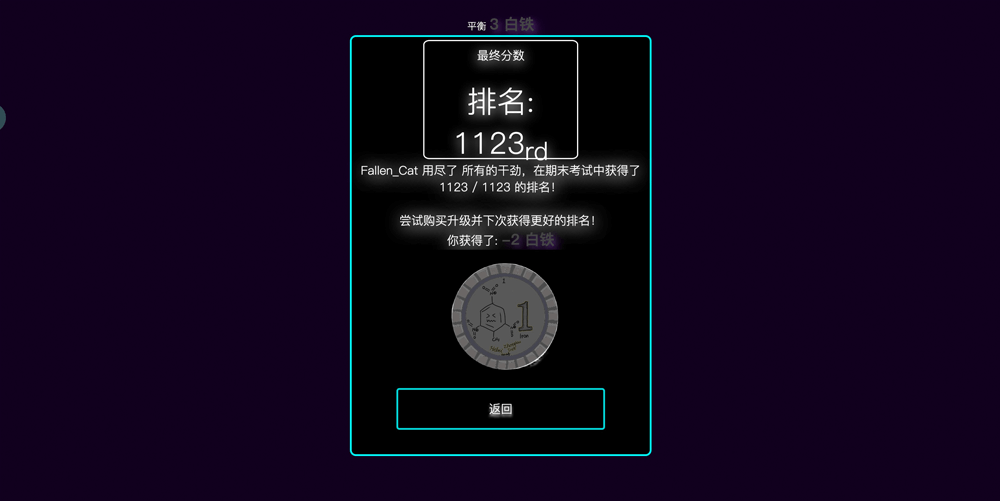 平衡 3 白铁
最终分数
排名:
1123rd
Fallen_Cat 用尽了 所有的干劲，在期末考试中获得了
1123 / 1123 的排名！
尝试购买升级并下次获得更好的排名！
你获得了: -2 白铁
1
返回